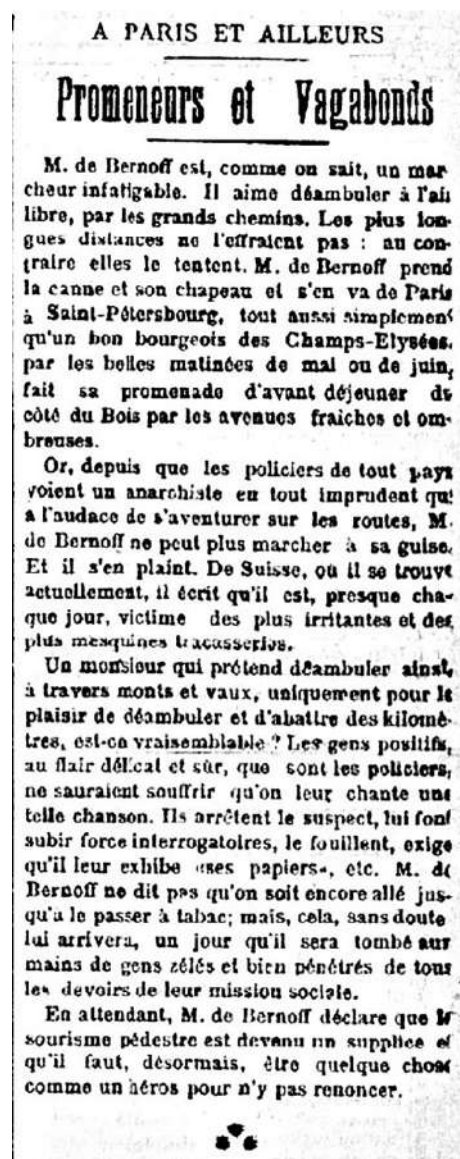 A PARIS ET AILLEURS
Promeneurs et Vagabonds
M. de Bernoff est, comme on sait, un mar
cheur infatigable. Il aime déambuler à l'ail
libre, par les grands chemins. Les plus lon-
gues distances ne l'effraient pas : au con-
traire elles le tentent. M. de Bernoff prend
la canne et son chapeau et s'en va de Paris
à Saint-Pétersbourg, tout aussi simplement
qu'un bon bourgeois des Champs-Elysées,
par les belles matinées de mai ou de juin,
fait sa promenade d'avant déjeuner du
côté du Bois par les avenues fraiches et om-
breuses.
Or, depuis que les policiers de tout pays
voient un anarchiste en tout imprudent qui
a l'audace de s'aventurer sur les routes, M.
de Bernoff ne peut plus marcher à sa guise.
Et il s'en plaint. De Suisse, où il se trouve
actuellement, il écrit qu'il est, presque cha-
que jour, victime des plus irritantes et des
plus mesquines tracasseries.
Un monsieur qui prétend déambuler ainsi,
à travers monts et vaux, uniquement pour le
plaisir de déambuler et d'abattre des kilomè-
tres, est-ce vraisemblable ? Les gens positifs,
au flair délicat et sûr, que sont les policiers,
ne sauraient souffrir qu'on leur chante une
telle chanson. Ils arrêtent le suspect, lui font
subir force interrogatoires, le fouillent, exige
qu'il leur exhibe «ses papiers», etc. M. de
Bernoff ne dit pas qu'on soit encore allé jus-
qu'à le passer à tabac; mais, cela, sans doute
lui arrivera, un jour qu'il sera tombé aux
mains de gens zélés et bien pénétrés de tous
les devoirs de leur mission sociale.
En attendant, M. de Bernoff déclare que le
sourisme pédestre est devenu un supplice et
qu'il faut, désormais, être quelque chose
comme un héros pour n'y pas renoncer.